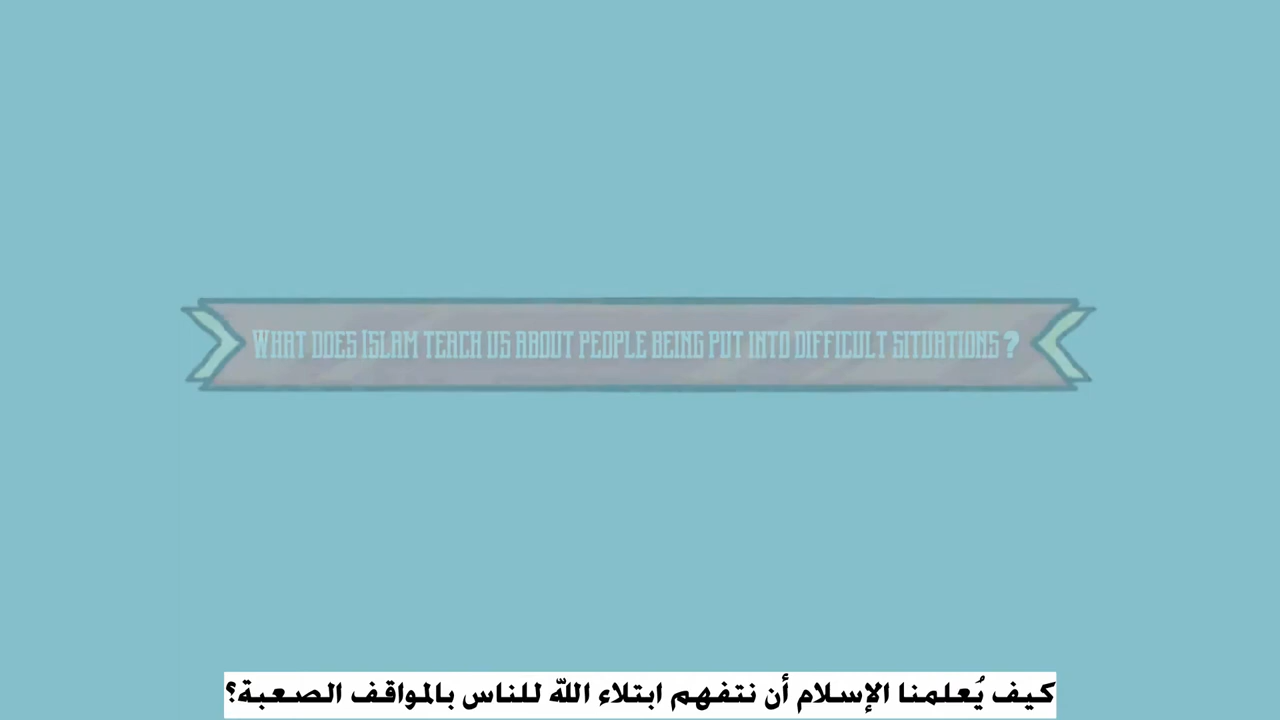 What does Islam teach us about people being put into difficult situations ?
كيف يُعلمنا الإسلام أن نتفهم ابتلاء الله للناس بالمواقف الصعبة؟